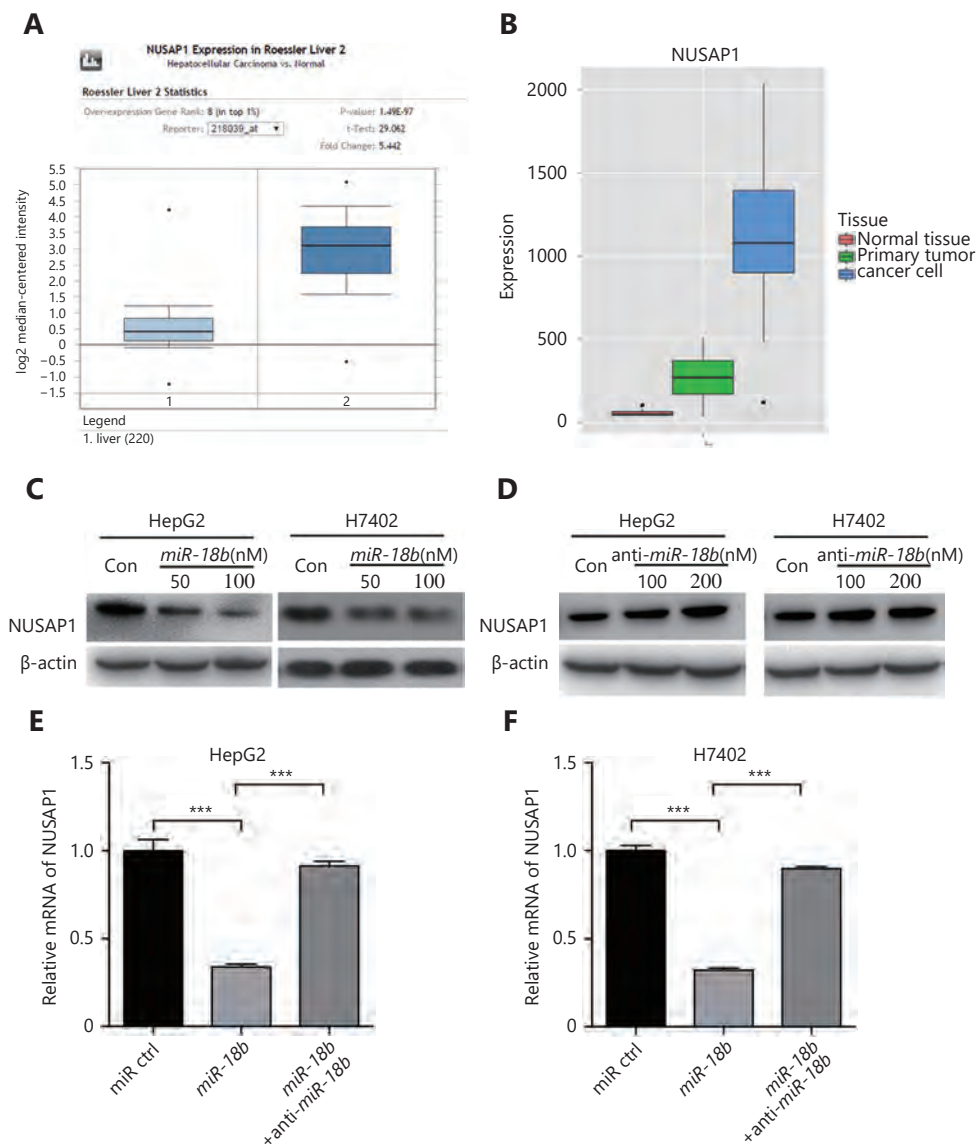 A
NUSAP1 Expression in Roessler Liver 2
Hepatocellular Carcinoma vs. Normal
Roessler Liver 2 Statistics
Over-expression Gene Rank: 8 (in top 1%)
P-value: 1.49E-97
Reporter: 218039_at
t-Test: 29.062
Fold Change: 5.442
log2 median-centered intensity
5.5
5.0
4.5
4.0
3.5
3.0
2.5
2.0
1.5
1.0
0.5
0
−0.5
−1.0
−1.5
1
2
Legend
1. liver (220)
B
NUSAP1
Expression
2000
1500
1000
500
0
Tissue
Normal tissue
Primary tumor
cancer cell
C
HepG2
H7402
Con
miR-18b(nM)
50
100
Con
miR-18b(nM)
50
100
NUSAP1
β-actin
D
HepG2
H7402
Con
anti-miR-18b(nM)
100
200
Con
anti-miR-18b(nM)
100
200
NUSAP1
β-actin
E
HepG2
Relative mRNA of NUSAP1
1.5
1.0
0.5
0
***
***
miR ctrl
miR-18b
miR-18b
+anti-miR-18b
F
H7402
Relative mRNA of NUSAP1
1.5
1.0
0.5
0
***
***
miR ctrl
miR-18b
miR-18b
+anti-miR-18b